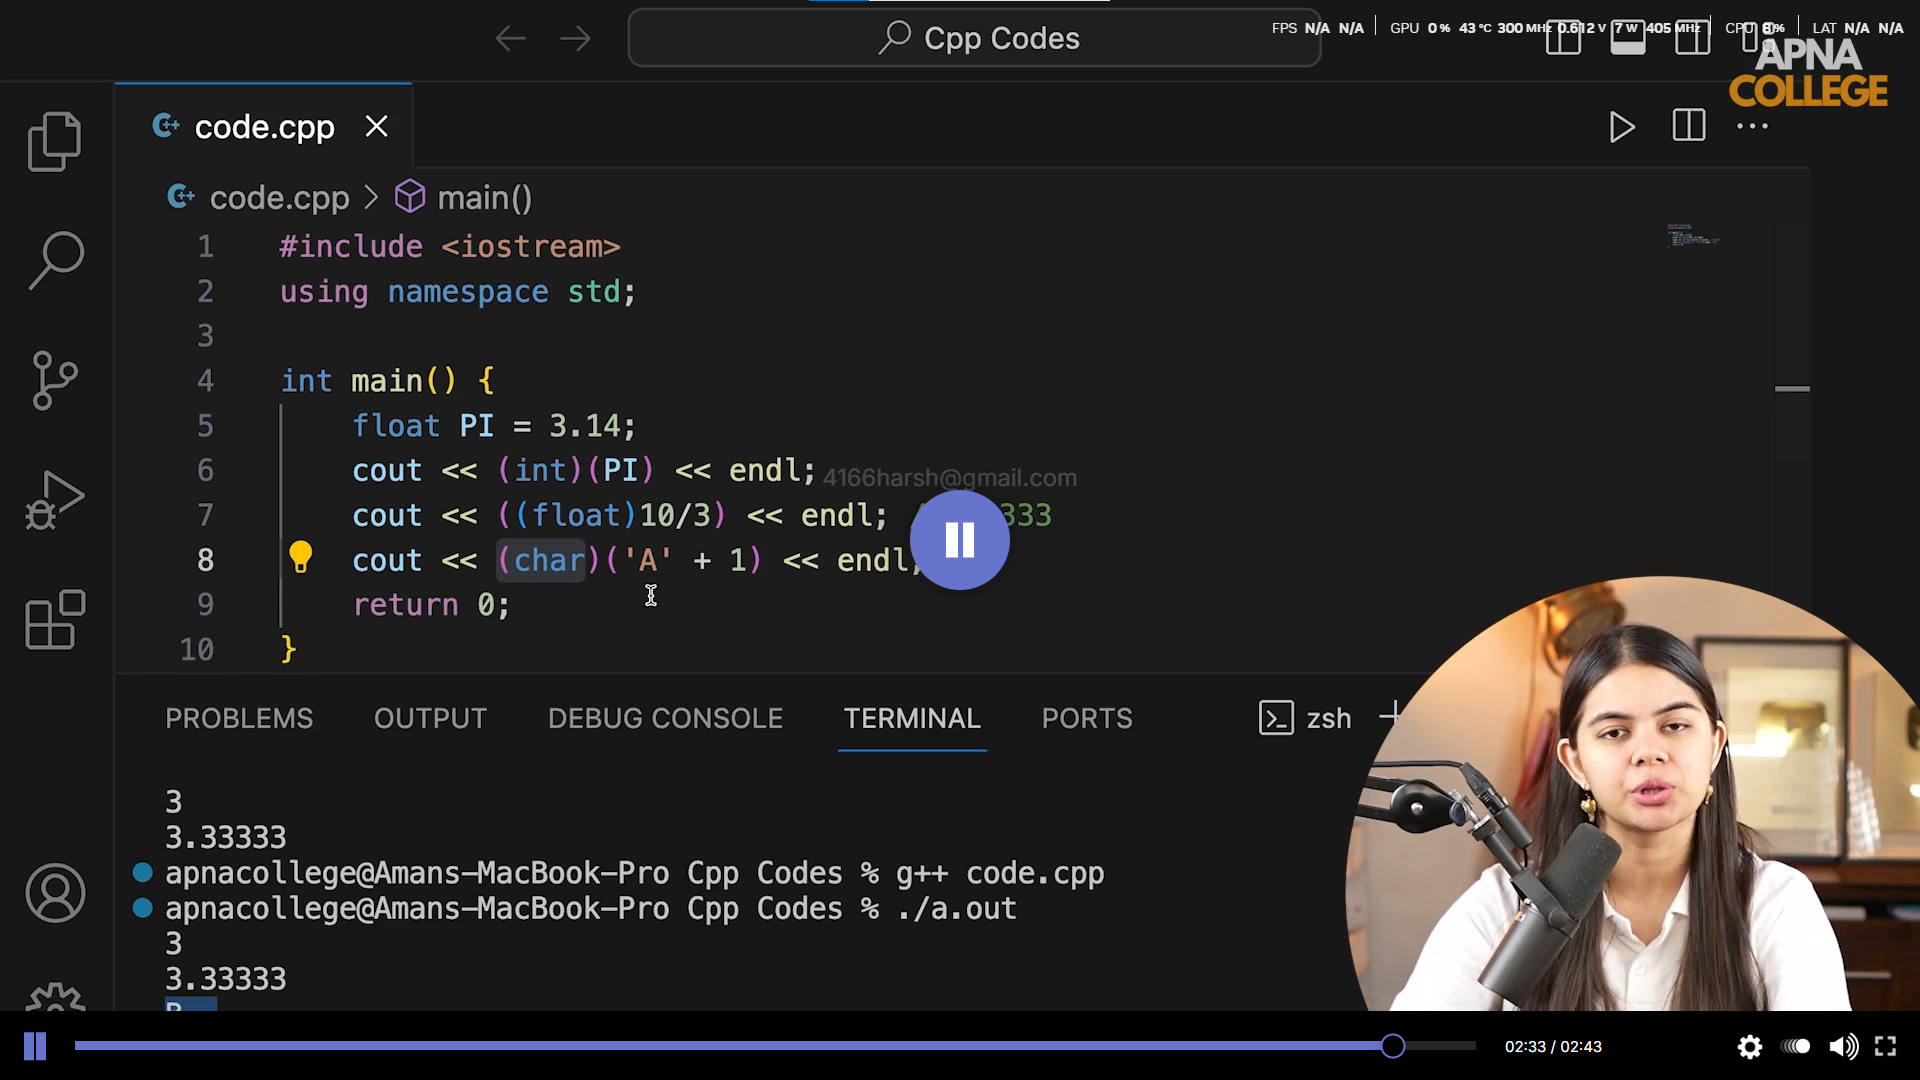 Cpp Codes
FPS N/A N/A GPU 0% 43°C 300 MHz 0.612 V 7 W 405 MHz CPU 8% LAT N/A N/A
APNA
COLLEGE
code.cpp
code.cpp > main()
1 #include <iostream>
2 using namespace std;
3
4 int main() {
5 float PI = 3.14;
6 cout << (int)(PI) << endl;
4166harsh@gmail.com
7 cout << ((float)10/3) << endl; 333
8 cout << (char)('A' + 1) << endl;
9 return 0;
10 }
PROBLEMS OUTPUT DEBUG CONSOLE TERMINAL PORTS zsh
3
3.33333
apnacollege@Amans-MacBook-Pro Cpp Codes % g++ code.cpp
apnacollege@Amans-MacBook-Pro Cpp Codes % ./a.out
3
3.33333
02:33 / 02:43